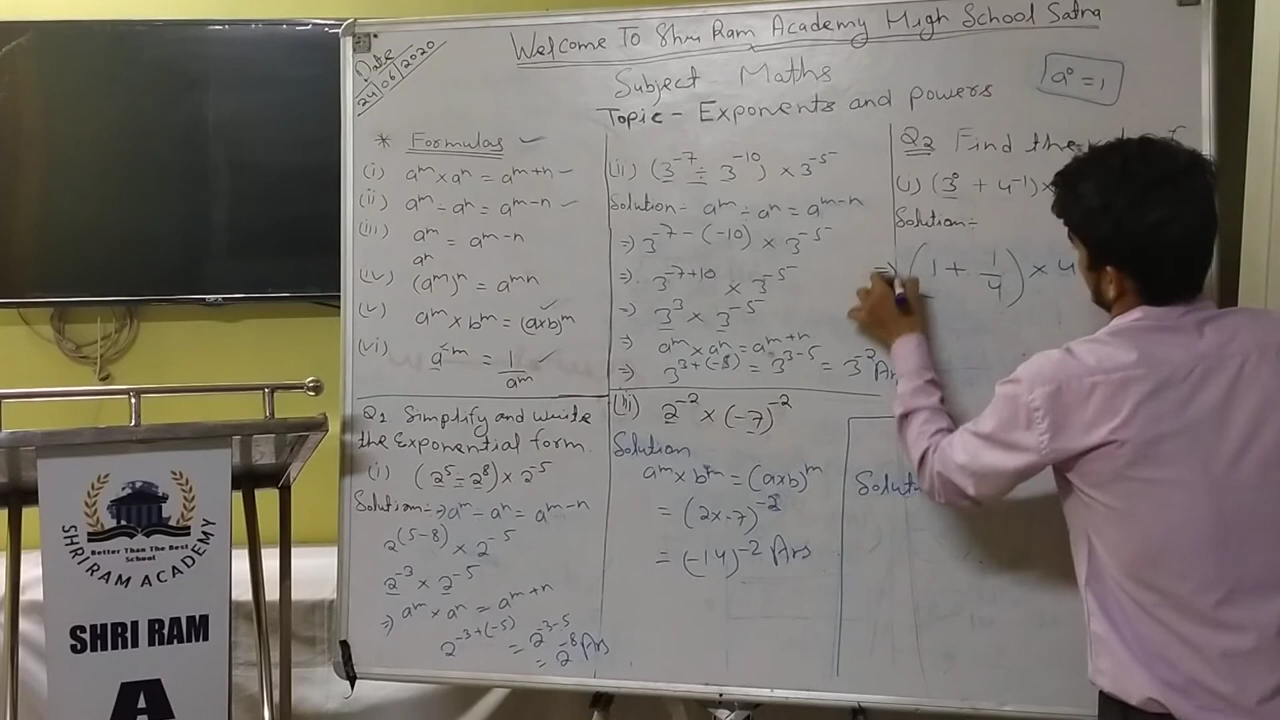 Date
24/06/2020
Welcome To Shri Ram Academy High School Satna
Subject - Maths
Topic - Exponents and powers
a⁰ = 1
* Formulas
(i) aᵐ × aⁿ = aᵐ⁺ⁿ
(ii) aᵐ ÷ aⁿ = aᵐ⁻ⁿ
(iii) aᵐ/aⁿ = aᵐ⁻ⁿ
(iv) (aᵐ)ⁿ = aᵐⁿ
(v) aᵐ × bᵐ = (a×b)ᵐ
(vi) a⁻ᵐ = 1/aᵐ
Q1 Simplify and write
the Exponential form.
(i) (2⁵ ÷ 2⁸) × 2⁻⁵
Solution- ⇒ aᵐ ÷ aⁿ = aᵐ⁻ⁿ
2⁽⁵⁻⁸⁾ × 2⁻⁵
2⁻³ × 2⁻⁵
⇒ aᵐ × aⁿ = aᵐ⁺ⁿ
2⁻³⁺⁽⁻⁵⁾ = 2⁻³⁻⁵
= 2⁻⁸ Ans
(ii) (3⁻⁷ ÷ 3⁻¹⁰) × 3⁻⁵
Solution- aᵐ ÷ aⁿ = aᵐ⁻ⁿ
⇒ 3⁻⁷⁻⁽⁻¹⁰⁾ × 3⁻⁵
⇒ 3⁻⁷⁺¹⁰ × 3⁻⁵
⇒ 3³ × 3⁻⁵
⇒ aᵐ × aⁿ = aᵐ⁺ⁿ
⇒ 3³⁺⁽⁻⁵⁾ = 3³⁻⁵ = 3⁻²
(iii) 2⁻² × (-7)⁻²
Solution
aᵐ × bᵐ = (a×b)ᵐ
= (2×-7)⁻²
= (-14)⁻² Ans
Q2 Find the
(i) (3⁰ + 4⁻¹) ×
Solution-
⇒ (1 + 1/4) × 4
SHRI RAM ACADEMY
Better Than The Best
School
SHRI RAM
A